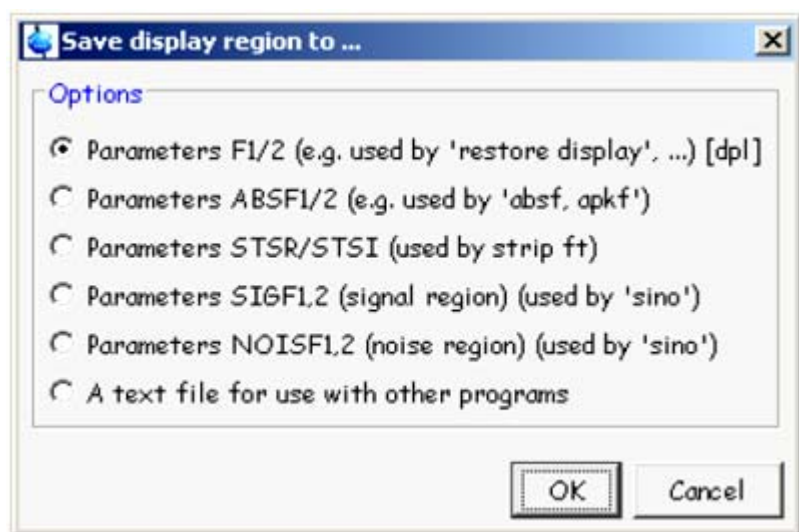 Save display region to ...
Options
Parameters F1/2 (e.g. used by 'restore display', ...) [dpl]
Parameters ABSF1/2 (e.g. used by 'absf, apkf')
Parameters STSR/STSI (used by strip ft)
Parameters SIGF1,2 (signal region) (used by 'sino')
Parameters NOISF1,2 (noise region) (used by 'sino')
A text file for use with other programs
OK Cancel